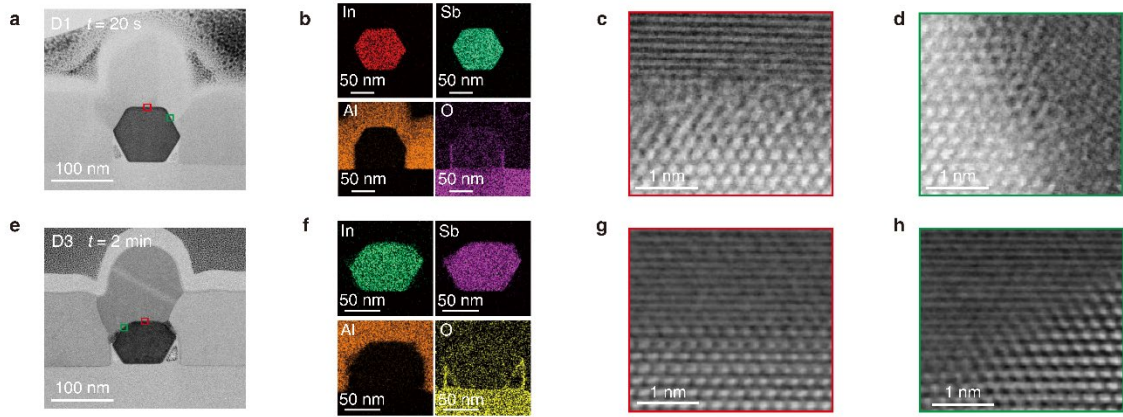 a
D1 t = 20 s
100 nm
b
In
50 nm
Sb
50 nm
Al
50 nm
O
50 nm
c
1 nm
d
1 nm
e
D3 t = 2 min
100 nm
f
In
50 nm
Sb
50 nm
Al
50 nm
O
50 nm
g
1 nm
h
1 nm